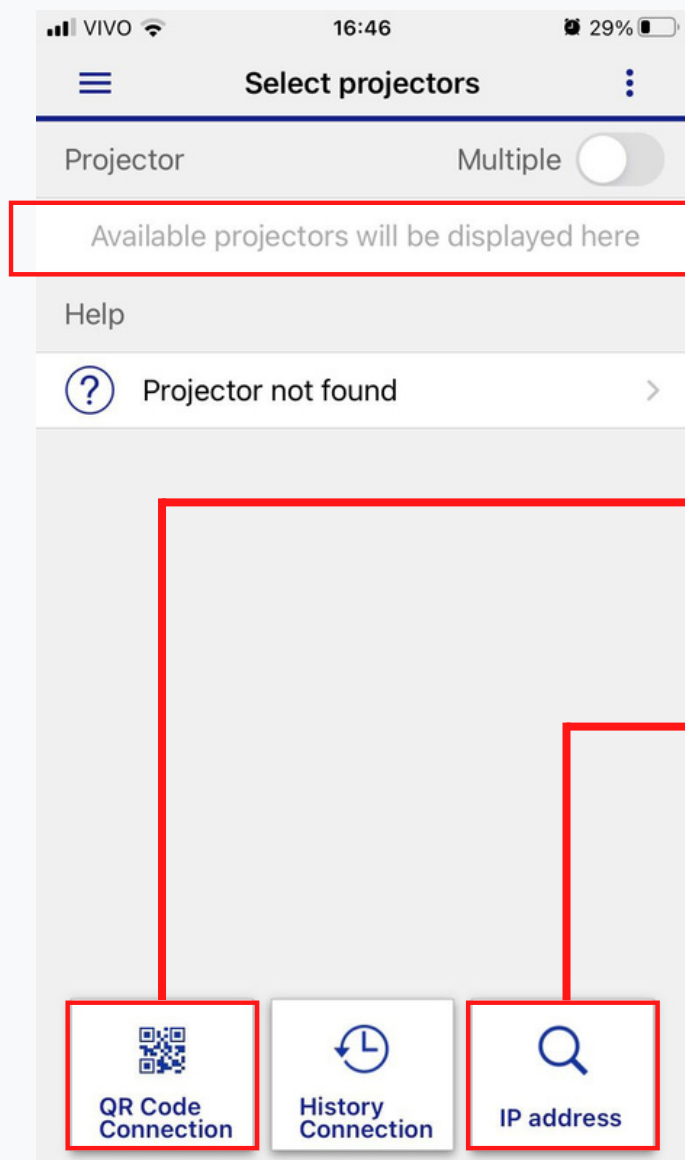 VIVO 16:46 29%
Select projectors
Projector Multiple
Available projectors will be displayed here
Help
? Projector not found
QR Code
Connection
History
Connection
IP address